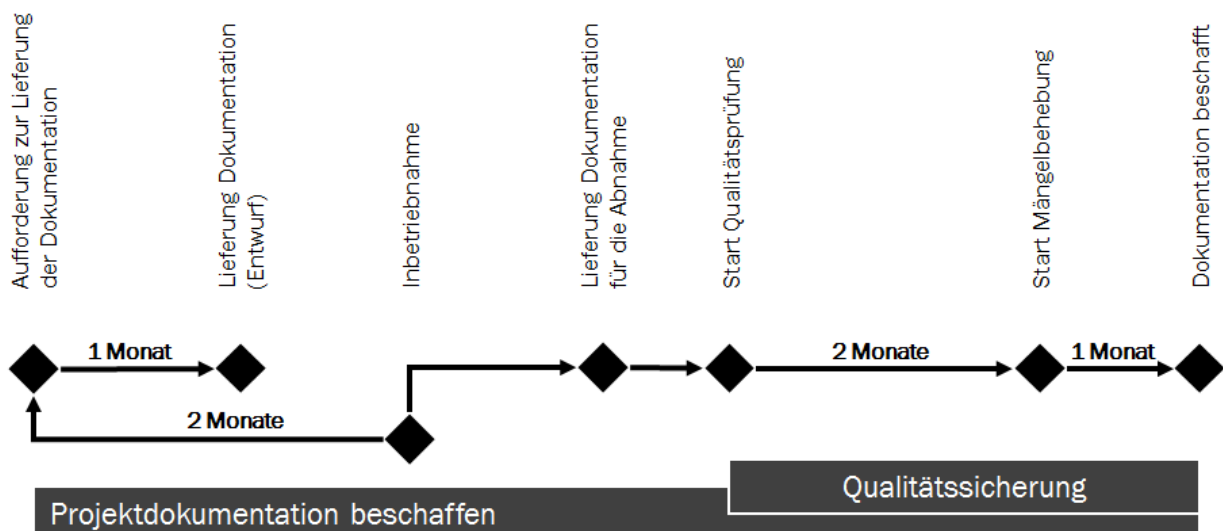 Aufforderung zur Lieferung
der Dokumentation
Lieferung Dokumentation
(Entwurf)
Inbetriebnahme
Lieferung Dokumentation
für die Abnahme
Start Qualitätsprüfung
Start Mängelbehebung
Dokumentation beschafft
1 Monat
2 Monate
1 Monat
2 Monate
Qualitätssicherung
Projektdokumentation beschaffen